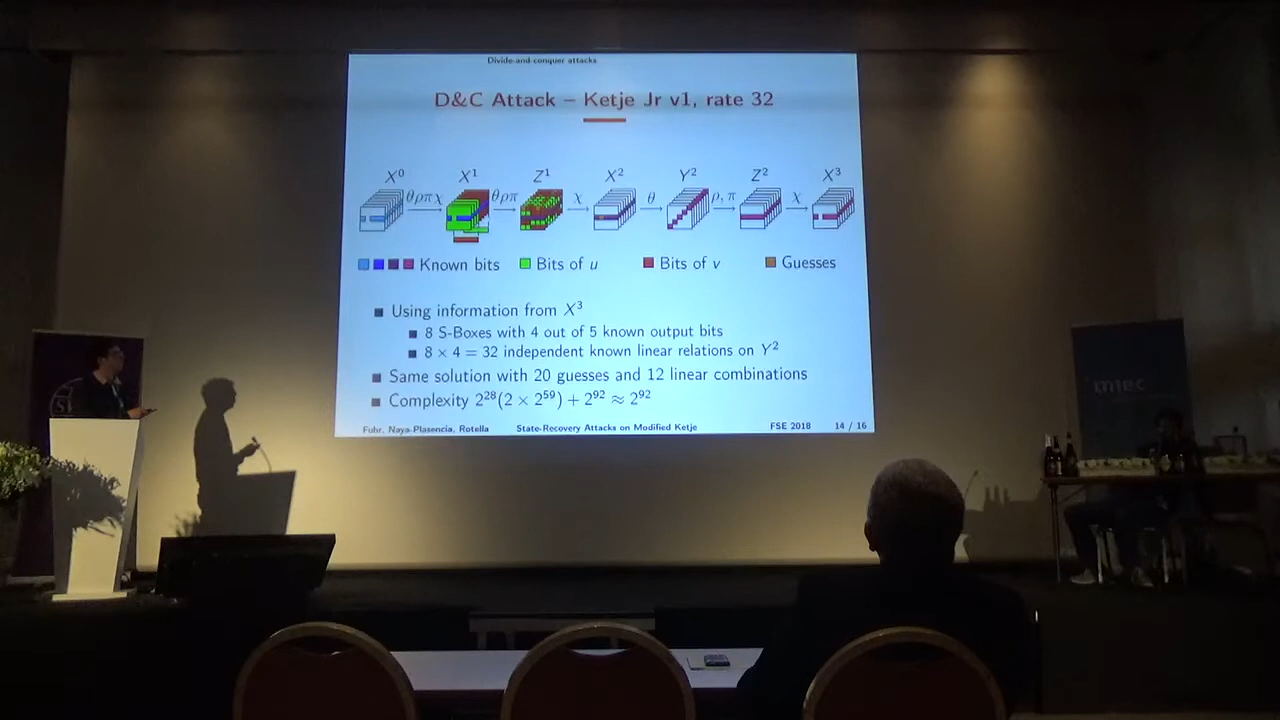 Divide-and-conquer attacks
D&C Attack – Ketje Jr v1, rate 32
X⁰ X¹ Z¹ X² Y² Z² X³
θρπχ θρπ χ θ ρ, π χ
Known bits Bits of u Bits of v Guesses
Using information from X³
8 S-Boxes with 4 out of 5 known output bits
8 × 4 = 32 independent known linear relations on Y²
Same solution with 20 guesses and 12 linear combinations
Complexity 2²⁸(2 × 2⁵⁹) + 2⁹² ≈ 2⁹²
Fuhr, Naya-Plasencia, Rotella State-Recovery Attacks on Modified Ketje FSE 2018 14 / 16
imec